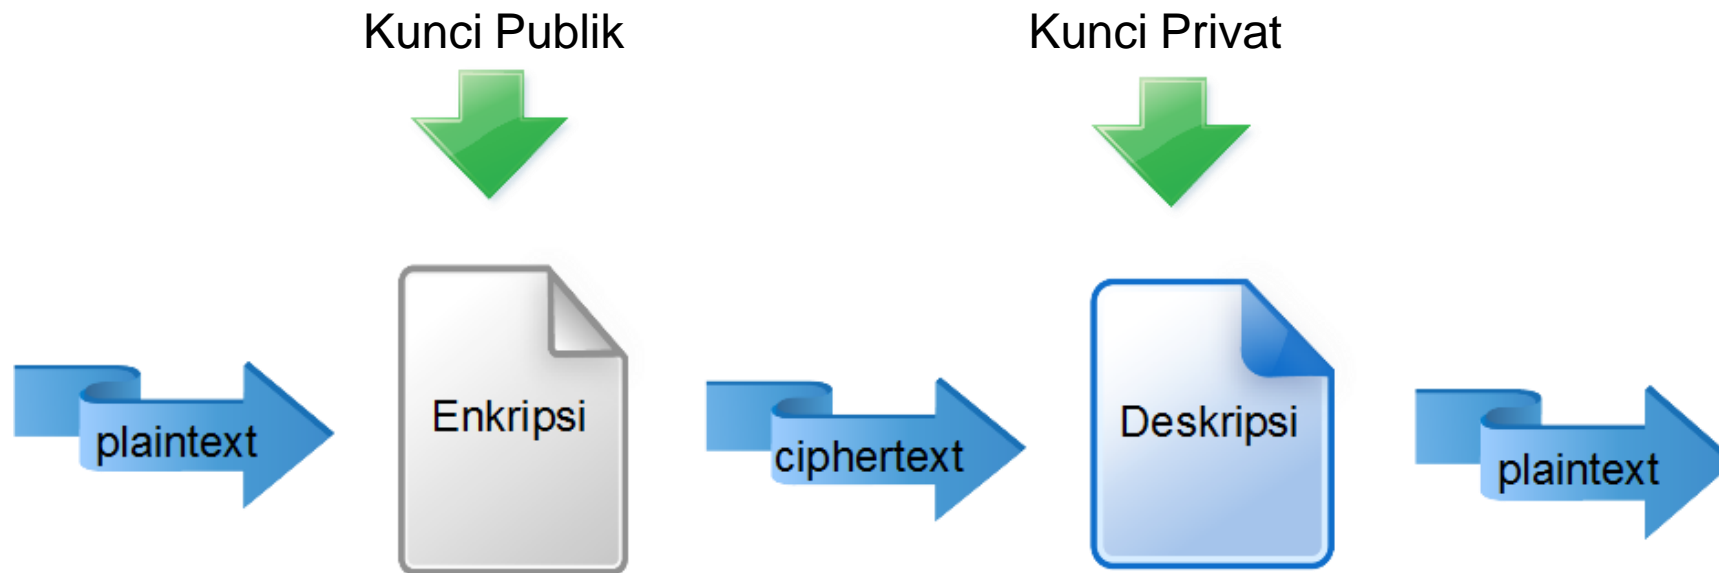 Kunci Publik
Kunci Privat
plaintext
Enkripsi
ciphertext
Deskripsi
plaintext